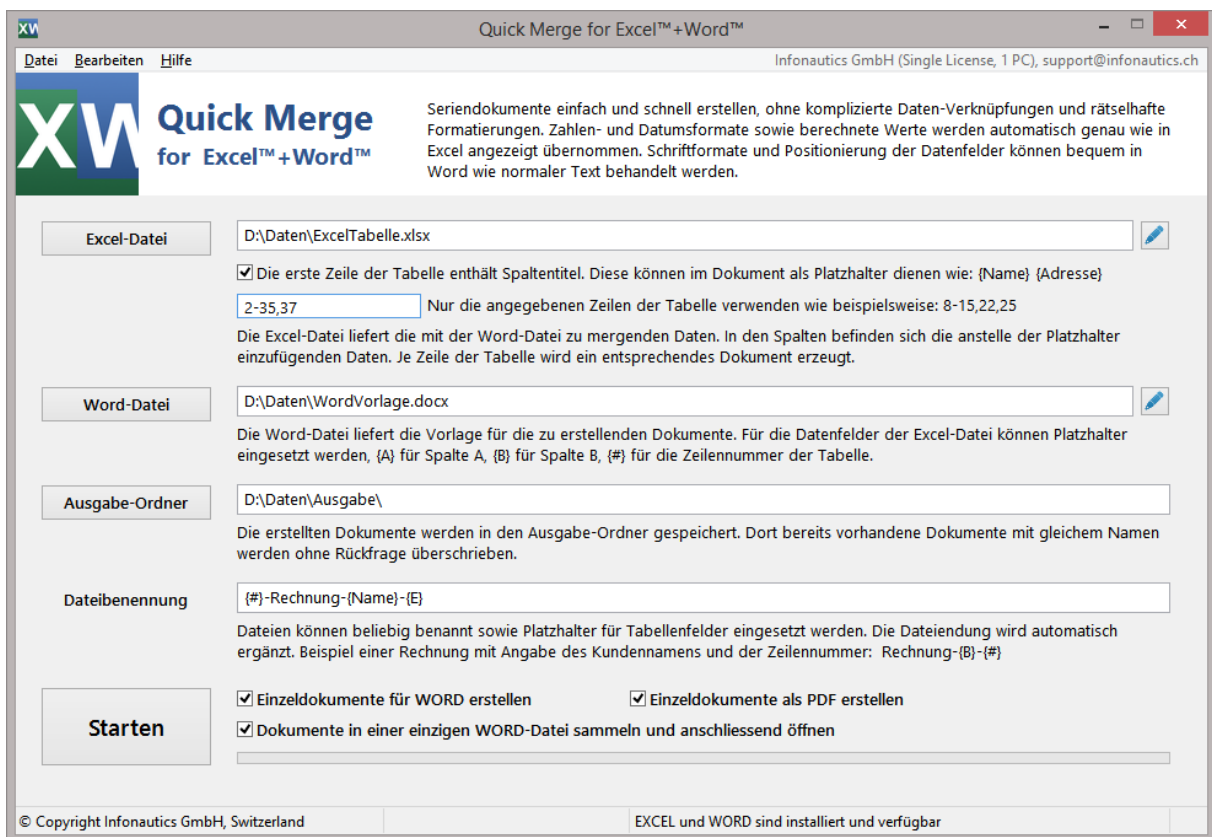 XW
Quick Merge for Excel™+Word™
Datei Bearbeiten Hilfe
Infonautics GmbH (Single License, 1 PC), support@infonautics.ch
XW
Quick Merge
for Excel™+Word™
Seriendokumente einfach und schnell erstellen, ohne komplizierte Daten-Verknüpfungen und rätselhafte
Formatierungen. Zahlen- und Datumsformate sowie berechnete Werte werden automatisch genau wie in
Excel angezeigt übernommen. Schriftformate und Positionierung der Datenfelder können bequem in
Word wie normaler Text behandelt werden.
Excel-Datei
D:\Daten\ExcelTabelle.xlsx
Die erste Zeile der Tabelle enthält Spaltentitel. Diese können im Dokument als Platzhalter dienen wie: {Name} {Adresse}
2-35,37
Nur die angegebenen Zeilen der Tabelle verwenden wie beispielsweise: 8-15,22,25
Die Excel-Datei liefert die mit der Word-Datei zu mergenden Daten. In den Spalten befinden sich die anstelle der Platzhalter
einzufügenden Daten. Je Zeile der Tabelle wird ein entsprechendes Dokument erzeugt.
Word-Datei
D:\Daten\WordVorlage.docx
Die Word-Datei liefert die Vorlage für die zu erstellenden Dokumente. Für die Datenfelder der Excel-Datei können Platzhalter
eingesetzt werden, {A} für Spalte A, {B} für Spalte B, {#} für die Zeilennummer der Tabelle.
Ausgabe-Ordner
D:\Daten\Ausgabe\
Die erstellten Dokumente werden in den Ausgabe-Ordner gespeichert. Dort bereits vorhandene Dokumente mit gleichem Namen
werden ohne Rückfrage überschrieben.
Dateibenennung
{#}-Rechnung-{Name}-{E}
Dateien können beliebig benannt sowie Platzhalter für Tabellenfelder eingesetzt werden. Die Dateiendung wird automatisch
ergänzt. Beispiel einer Rechnung mit Angabe des Kundennamens und der Zeilennummer: Rechnung-{B}-{#}
Starten
Einzeldokumente für WORD erstellen
Einzeldokumente als PDF erstellen
Dokumente in einer einzigen WORD-Datei sammeln und anschliessend öffnen
© Copyright Infonautics GmbH, Switzerland
EXCEL und WORD sind installiert und verfügbar